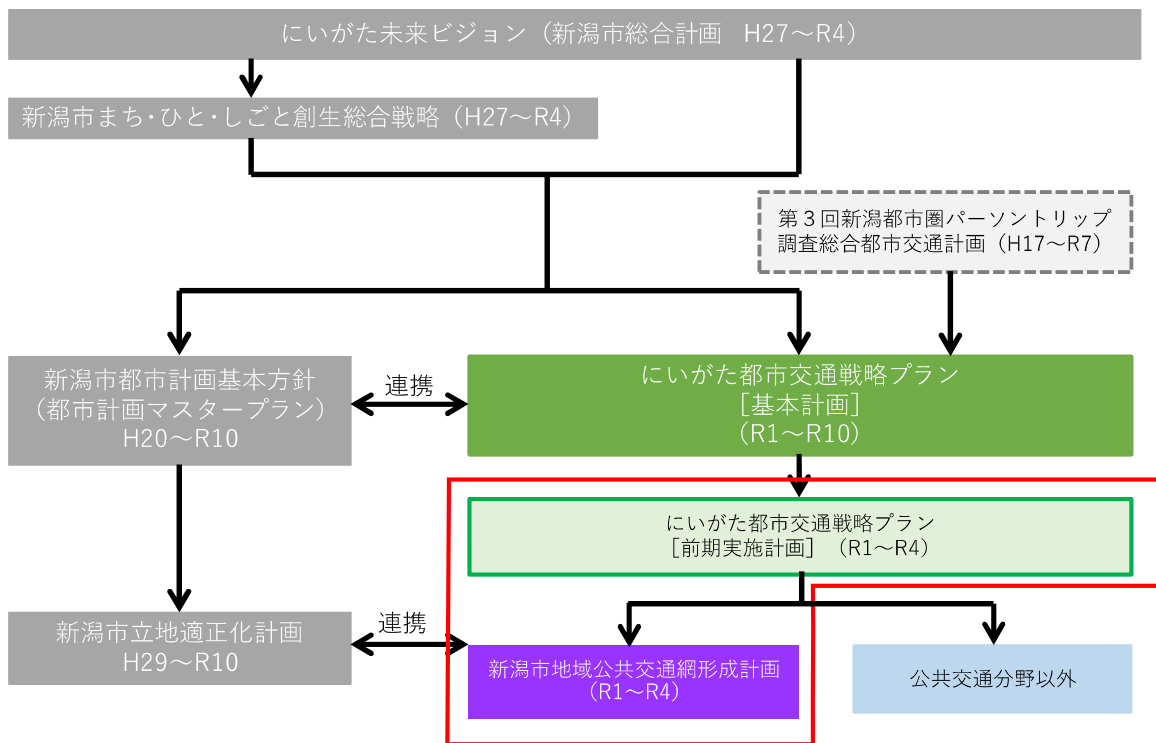 にいがた未来ビジョン（新潟市総合計画　H27～R4）
新潟市まち・ひと・しごと創生総合戦略（H27～R4）
第３回新潟都市圏パーソントリップ
調査総合都市交通計画（H17～R7）
新潟市都市計画基本方針
（都市計画マスタープラン）
H20～R10
連携
にいがた都市交通戦略プラン
［基本計画］
（R1～R10）
にいがた都市交通戦略プラン
［前期実施計画］　（R1～R4）
新潟市立地適正化計画
H29～R10
連携
新潟市地域公共交通網形成計画
（R1～R4）
公共交通分野以外